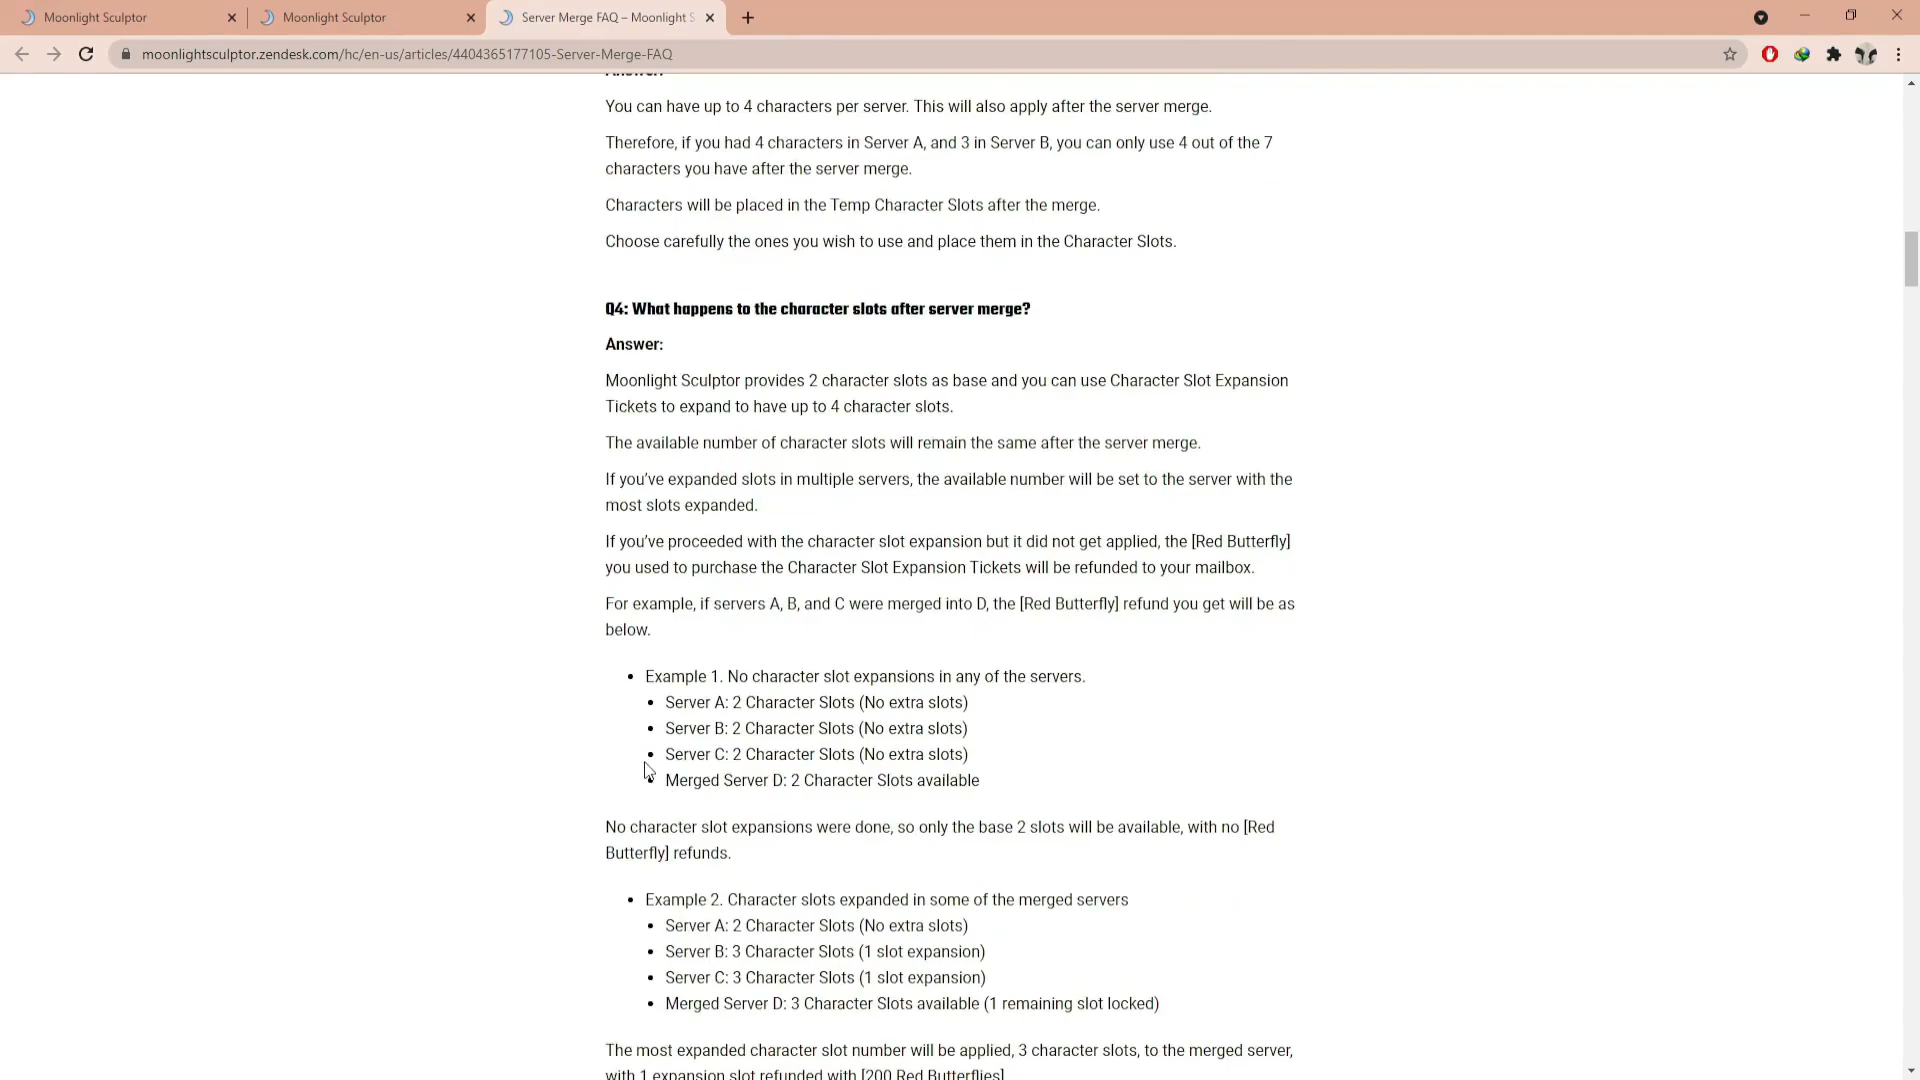 Moonlight Sculptor
Moonlight Sculptor
Server Merge FAQ – Moonlight S
moonlightsculptor.zendesk.com/hc/en-us/articles/4404365177105-Server-Merge-FAQ
Answer:
You can have up to 4 characters per server. This will also apply after the server merge.
Therefore, if you had 4 characters in Server A, and 3 in Server B, you can only use 4 out of the 7
characters you have after the server merge.
Characters will be placed in the Temp Character Slots after the merge.
Choose carefully the ones you wish to use and place them in the Character Slots.
Q4: What happens to the character slots after server merge?
Answer:
Moonlight Sculptor provides 2 character slots as base and you can use Character Slot Expansion
Tickets to expand to have up to 4 character slots.
The available number of character slots will remain the same after the server merge.
If you’ve expanded slots in multiple servers, the available number will be set to the server with the
most slots expanded.
If you’ve proceeded with the character slot expansion but it did not get applied, the [Red Butterfly]
you used to purchase the Character Slot Expansion Tickets will be refunded to your mailbox.
For example, if servers A, B, and C were merged into D, the [Red Butterfly] refund you get will be as
below.
• Example 1. No character slot expansions in any of the servers.
• Server A: 2 Character Slots (No extra slots)
• Server B: 2 Character Slots (No extra slots)
• Server C: 2 Character Slots (No extra slots)
• Merged Server D: 2 Character Slots available
No character slot expansions were done, so only the base 2 slots will be available, with no [Red
Butterfly] refunds.
• Example 2. Character slots expanded in some of the merged servers
• Server A: 2 Character Slots (No extra slots)
• Server B: 3 Character Slots (1 slot expansion)
• Server C: 3 Character Slots (1 slot expansion)
• Merged Server D: 3 Character Slots available (1 remaining slot locked)
The most expanded character slot number will be applied, 3 character slots, to the merged server,
with 1 expansion slot refunded with [200 Red Butterflies]